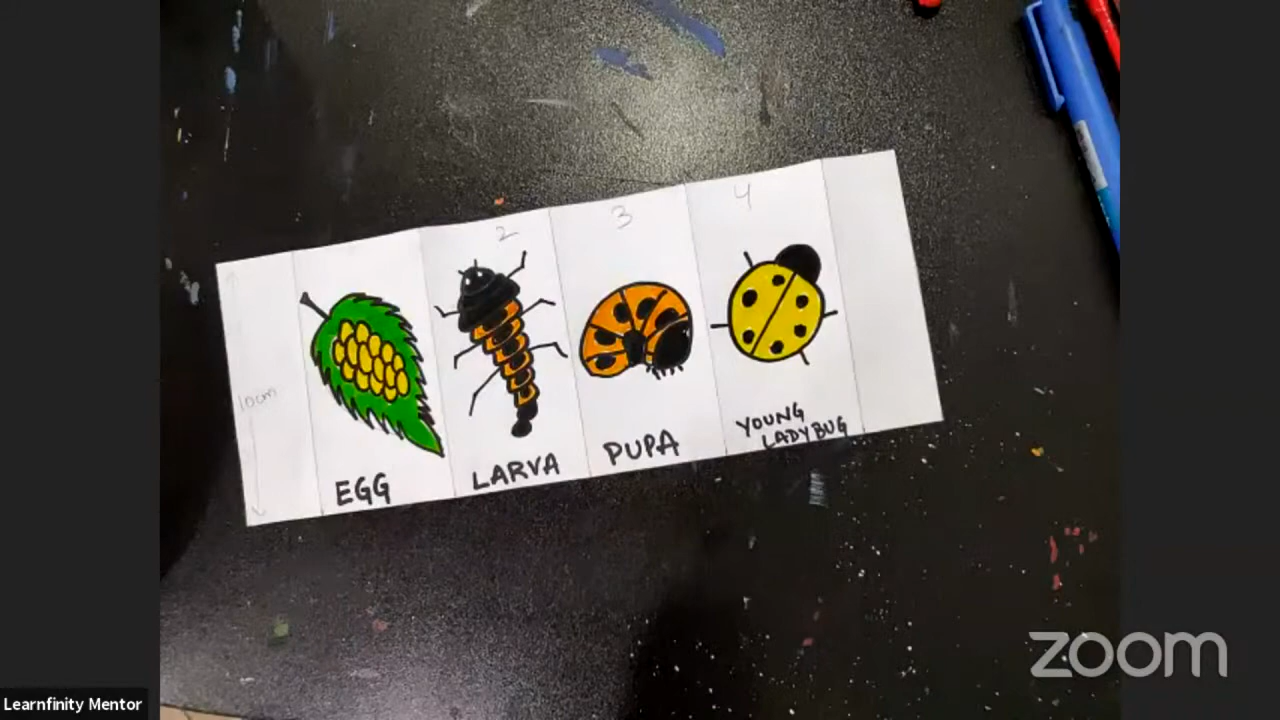 2
3
4
10cm
EGG
LARVA
PUPA
YOUNG
LADYBUG
zoom
Learnfinity Mentor